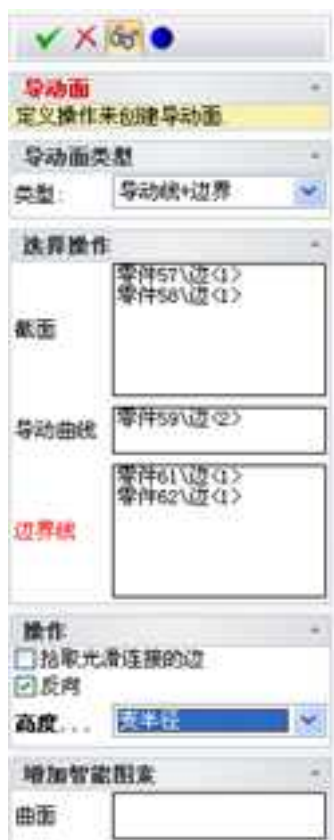 导动面
定义操作来创建导动面
导动面类型
类型: 导动线+边界
选择操作
零件57\边<1>
零件58\边<1>
截面
导动曲线 零件59\边<2>
零件61\边<1>
零件62\边<1>
边界线
操作
拾取光滑连接的边
反向
高度... 变半径
增加智能图素
曲面